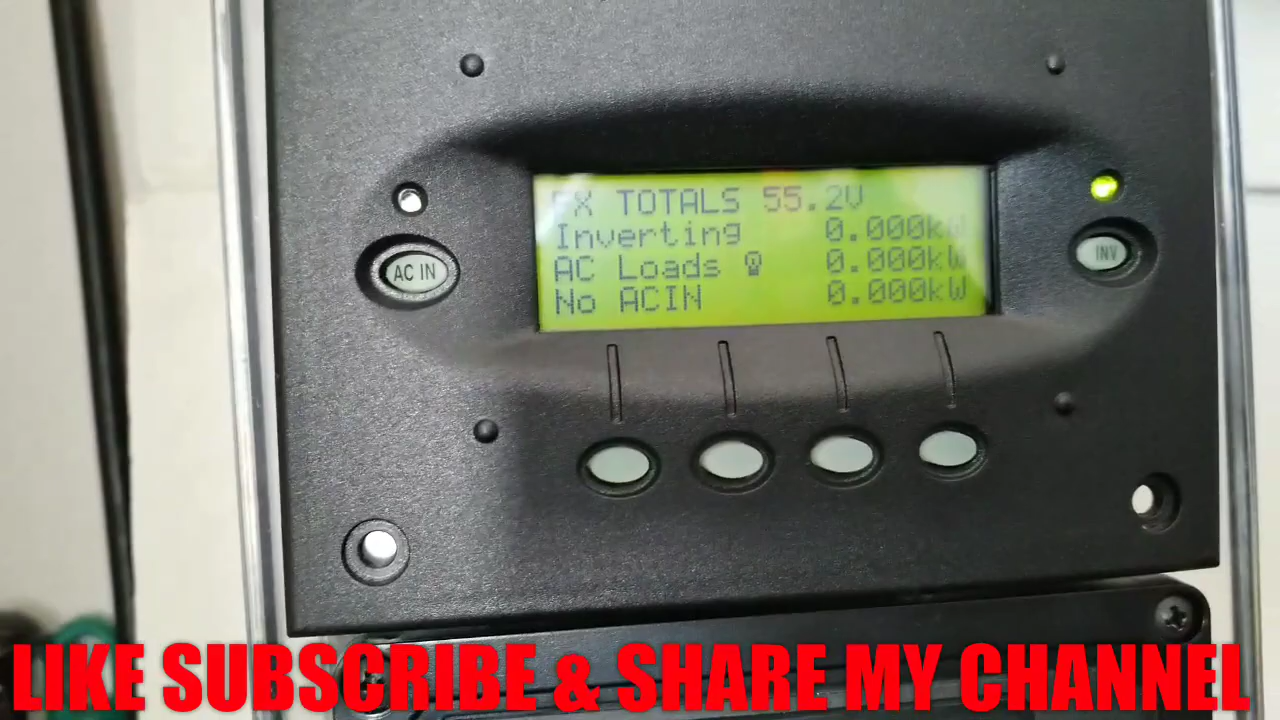 FX TOTALS 55.2V
Inverting 0.000kW
AC Loads 0.000kW
No ACIN 0.000kW
AC IN
INV
LIKE SUBSCRIBE & SHARE MY CHANNEL